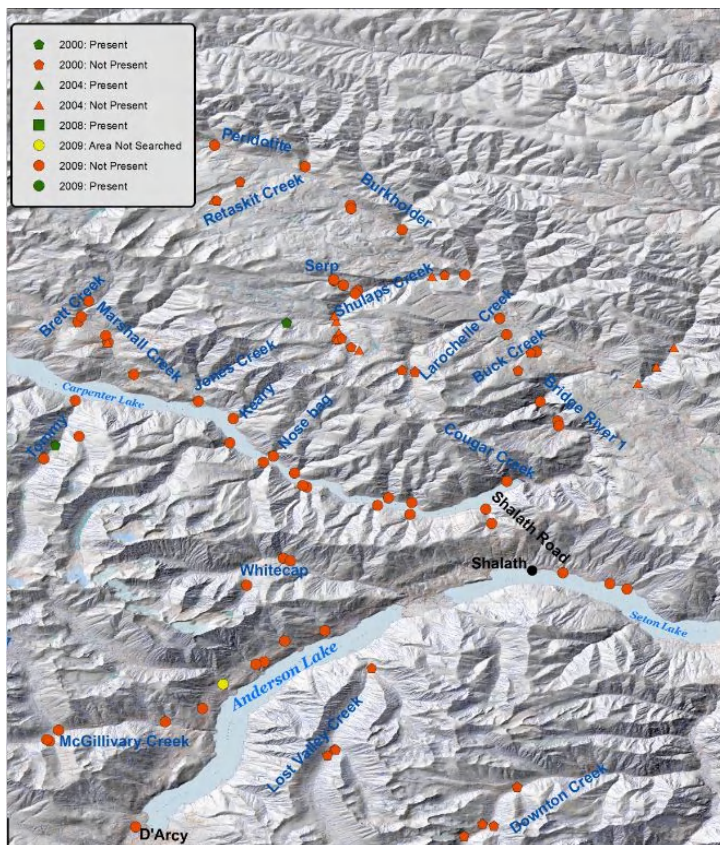 2000: Present
2000: Not Present
2004: Present
2004: Not Present
2008: Present
2009: Area Not Searched
2009: Not Present
2009: Present
Peridotite
Retaskit Creek
Burkholder
Serp
Shulaps Creek
Brett Creek
Marshall Creek
Jones Creek
Larochelle Creek
Buck Creek
Carpenter Lake
Keary
Nose bag
Bridge River 1
Tommy
Cougar Creek
Shalath Road
Shalath
Whitecap
Seton Lake
Anderson Lake
McGillivary Creek
Lost Valley Creek
Downton Creek
D'Arcy